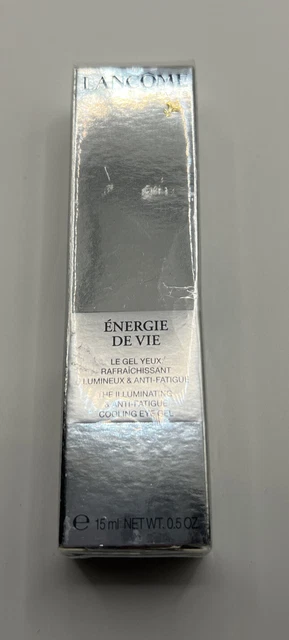 LANCÔME
ÉNERGIE
DE VIE
LE GEL YEUX
RAFRAÎCHISSANT
LUMINEUX & ANTI-FATIGUE
THE ILLUMINATING
& ANTI-FATIGUE
COOLING EYE GEL
℮ 15 ml NET WT. 0.5 OZ